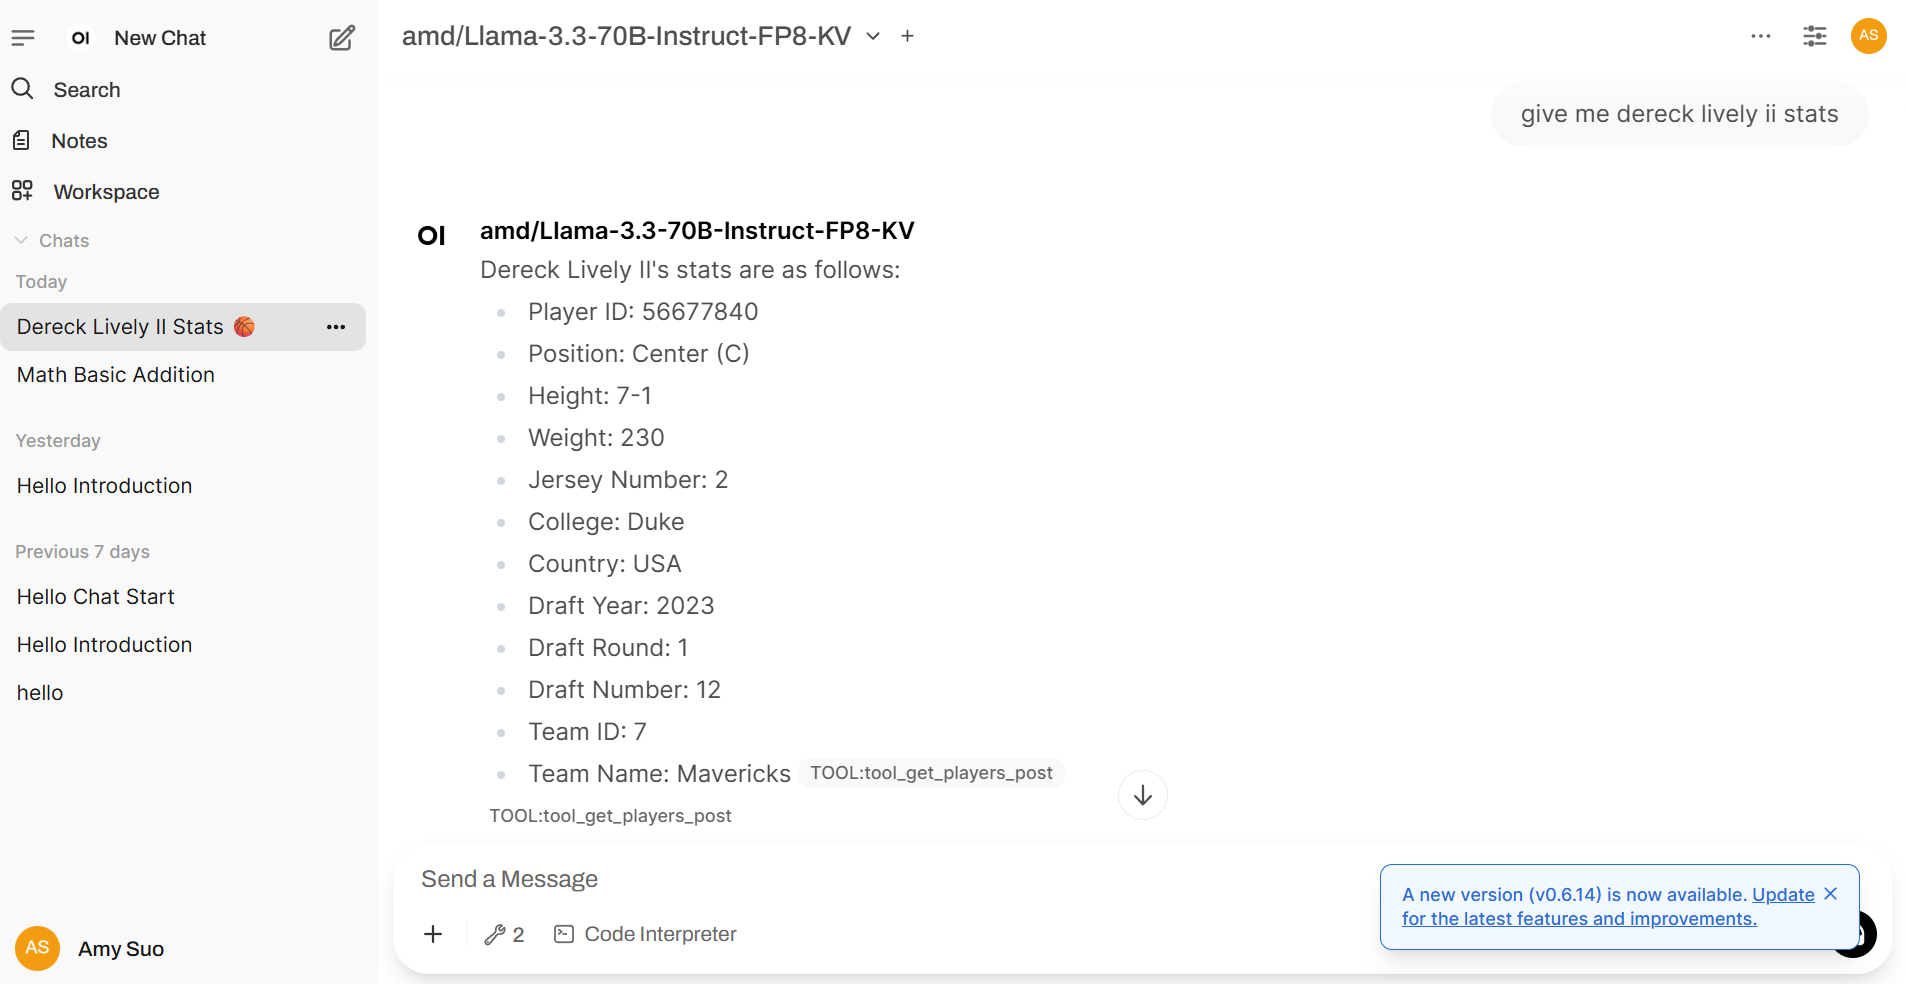 OI New Chat
Search
Notes
Workspace
Chats
Today
Dereck Lively II Stats 🏀
Math Basic Addition
Yesterday
Hello Introduction
Previous 7 days
Hello Chat Start
Hello Introduction
hello
AS Amy Suo
amd/Llama-3.3-70B-Instruct-FP8-KV
AS
give me dereck lively ii stats
OI amd/Llama-3.3-70B-Instruct-FP8-KV
Dereck Lively II's stats are as follows:
Player ID: 56677840
Position: Center (C)
Height: 7-1
Weight: 230
Jersey Number: 2
College: Duke
Country: USA
Draft Year: 2023
Draft Round: 1
Draft Number: 12
Team ID: 7
Team Name: Mavericks TOOL:tool_get_players_post
TOOL:tool_get_players_post
Send a Message
2 Code Interpreter
A new version (v0.6.14) is now available. Update
for the latest features and improvements.